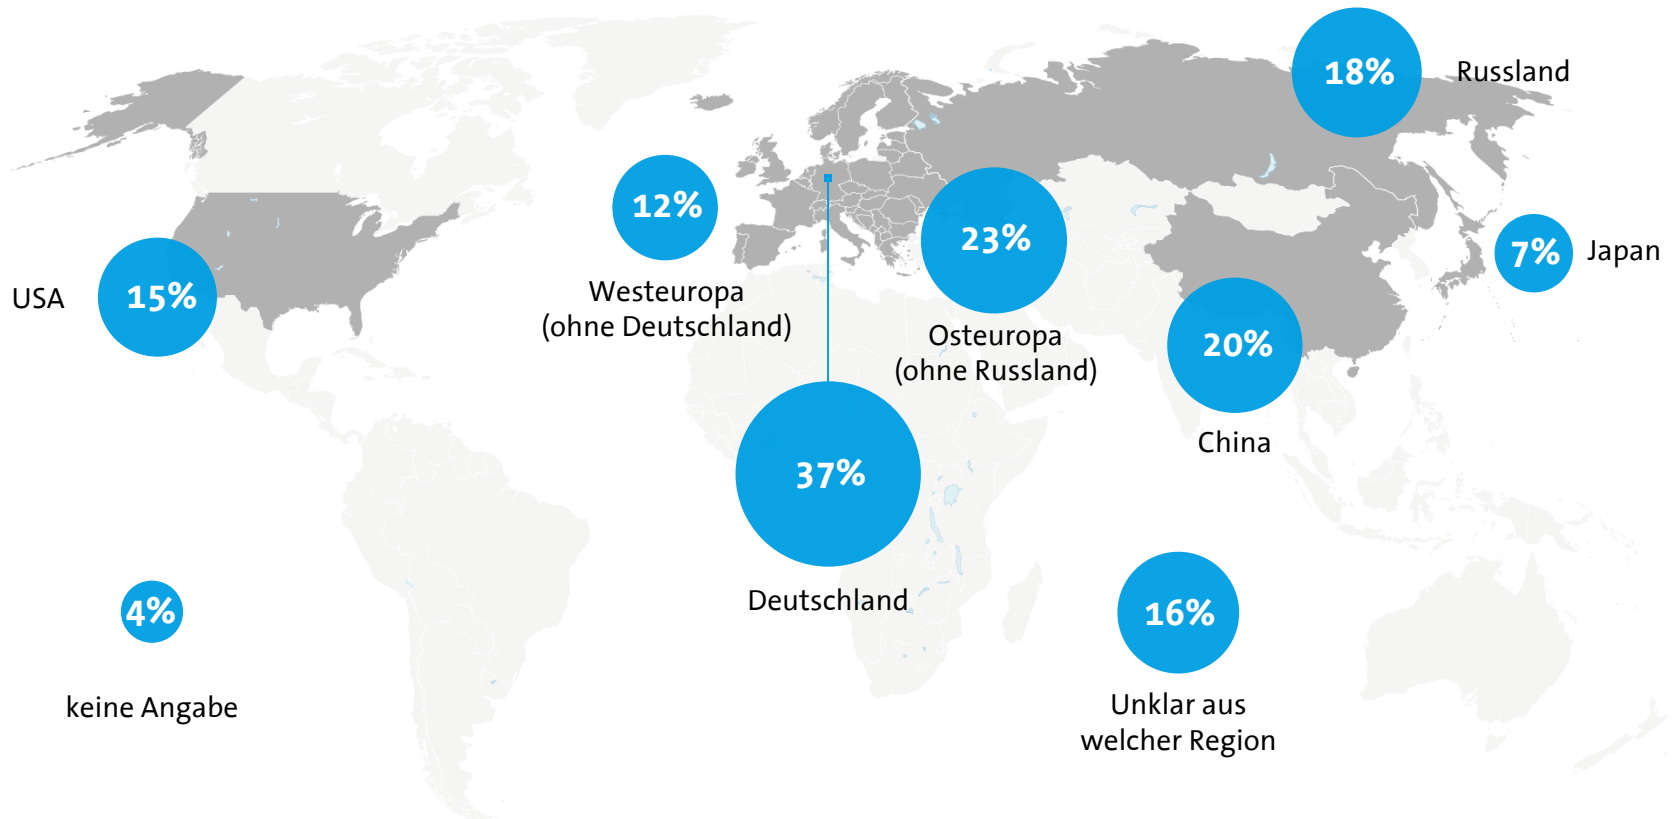 18%
Russland
12%
Westeuropa
(ohne Deutschland)
23%
Osteuropa
(ohne Russland)
7%
Japan
USA
15%
20%
China
37%
Deutschland
4%
keine Angabe
16%
Unklar aus
welcher Region